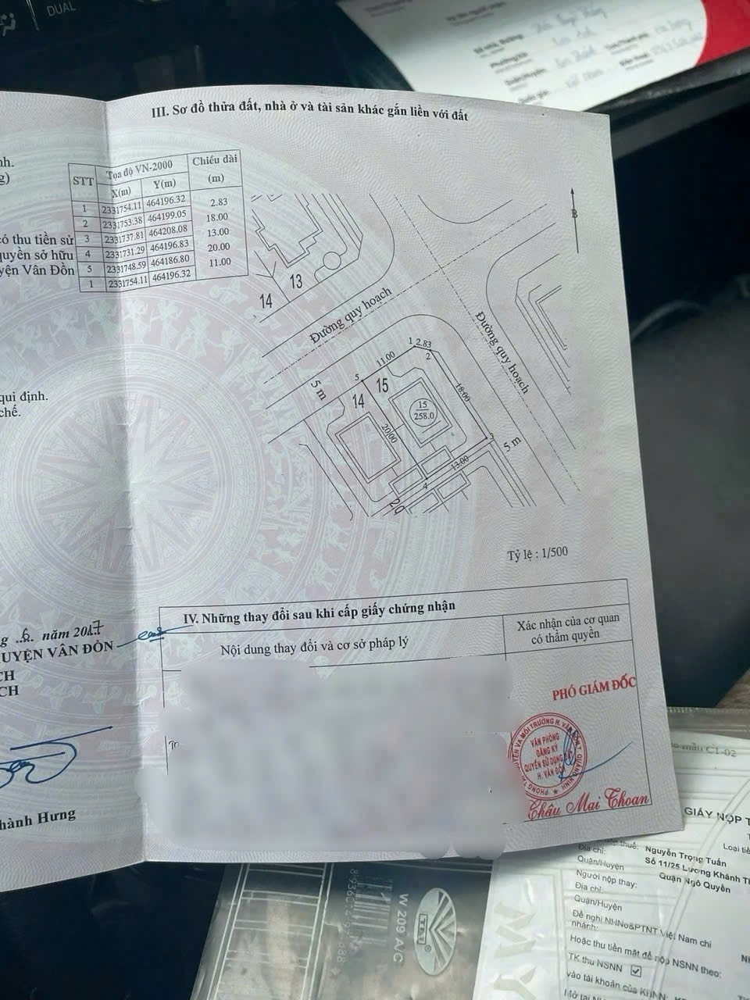 DUAL
III. Sơ đồ thửa đất, nhà ở và tài sản khác gắn liền với đất
STT Tọa độ VN-2000 Chiều dài (m)
X(m) Y(m)
1 2331754.11 464196.32 2.83
2 2331753.38 464199.05 18.00
3 2331737.81 464208.08 13.00
4 2331731.29 464196.83 20.00
5 2331748.59 464186.80 11.00
1 2331754.11 464196.32
có thu tiền sử
quyền sở hữu
yện Vân Đồn
qui định.
chế.
B
13
14
Đường quy hoạch
Đường quy hoạch
1 2.83
2
11.00
5
5 m
15
14
18.00
15
258.0
20.00
3
5 m
13.00
4
Tỷ lệ : 1/500
IV. Những thay đổi sau khi cấp giấy chứng nhận
Nội dung thay đổi và cơ sở pháp lý
Xác nhận của cơ quan
có thẩm quyền
năm 2017
UYỆN VÂN ĐỒN
CH
CH
hành Hưng
PHÓ GIÁM ĐỐC
VĂN PHÒNG
ĐĂNG KÝ
QUYỀN SỬ DỤNG ĐẤT
H. VÂN ĐỒN
Châu Mai Thoan
W 209 A/C
C1-02
GIẤY NỘP T
Loại tiề
thuế: Nguyễn Trọng Tuấn
Địa chỉ: Số 11/25 Lương Khánh Th
Quận/Huyện Quận Ngô Quyền
Người nộp thay:
Địa chỉ:
Quận/Huyện
Đề nghị NHNo&PTNT Việt Nam chi
nhánh:
Hoặc thu tiền mặt để nộp NSNN theo:
TK thu NSNN
vào tài khoản của KBNN:
Mở tại